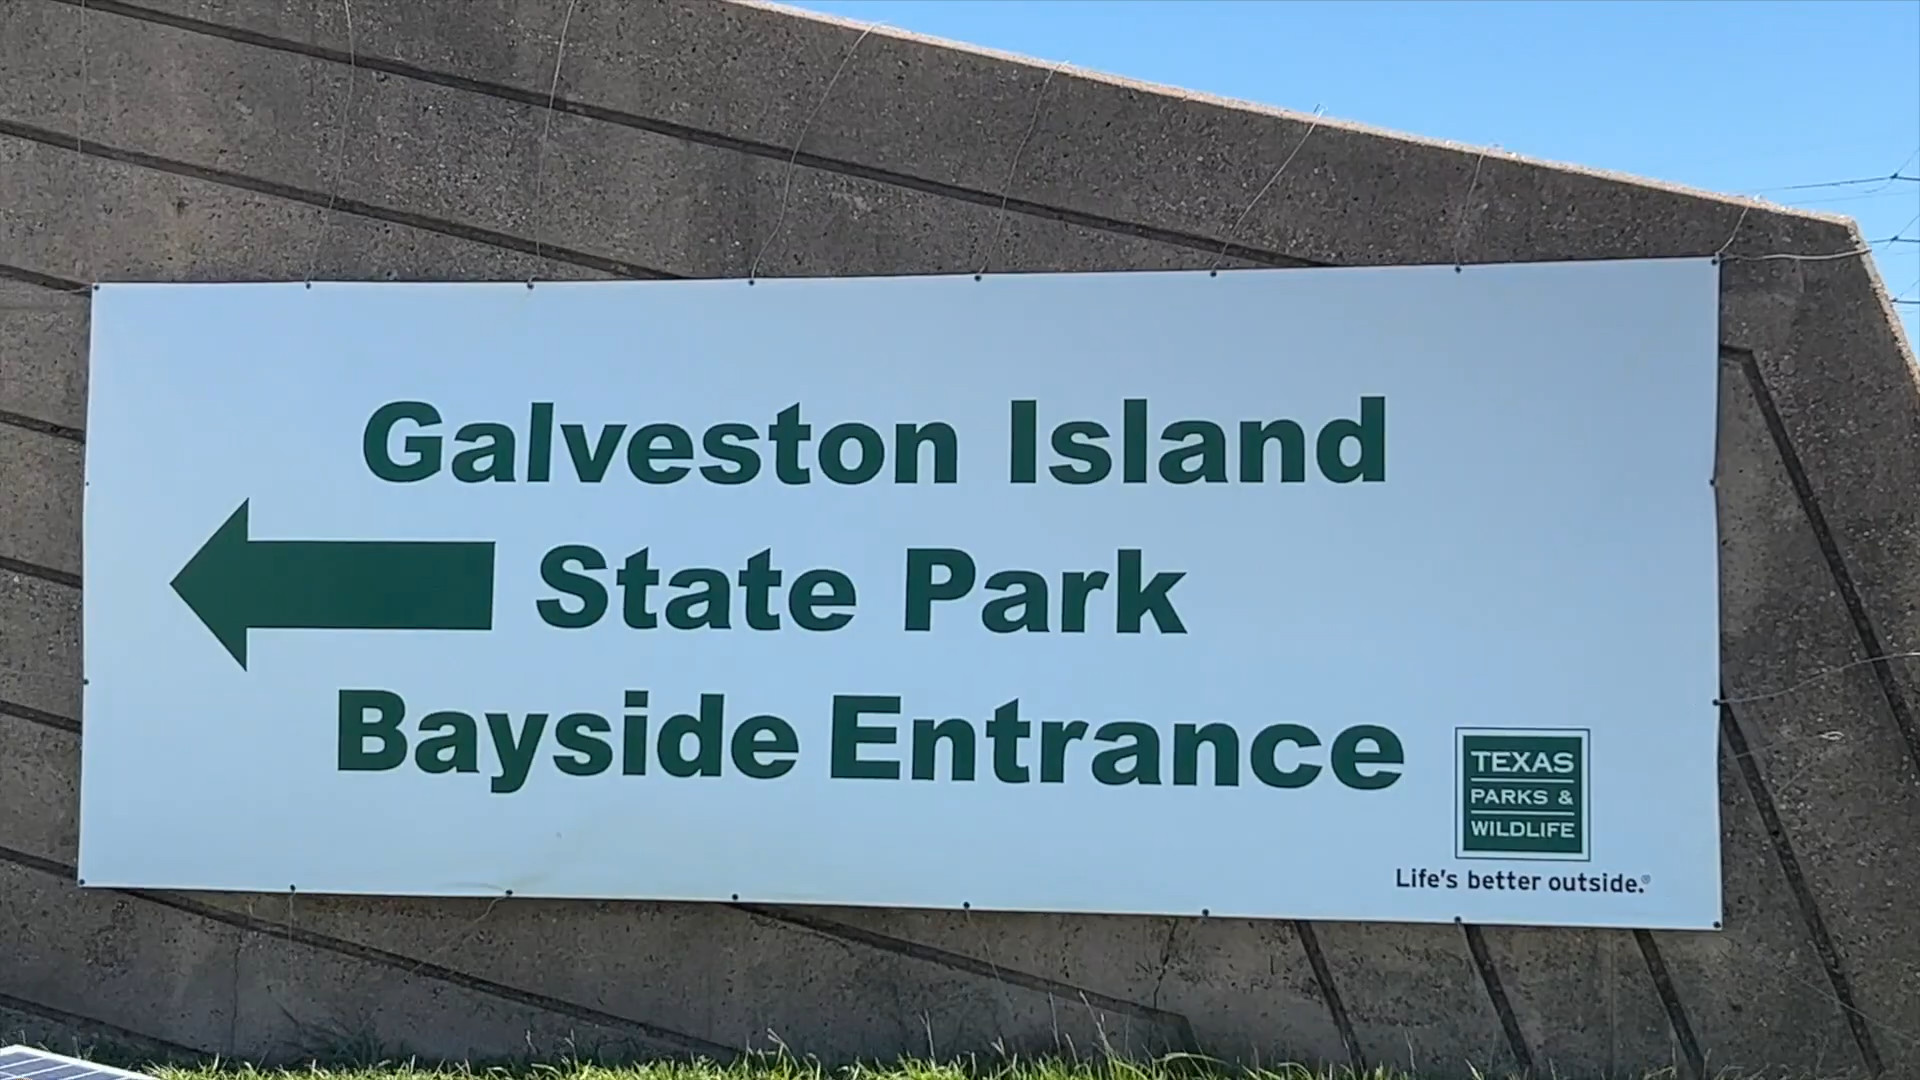 Galveston Island
State Park
Bayside Entrance
TEXAS
PARKS &
WILDLIFE
Life's better outside.®